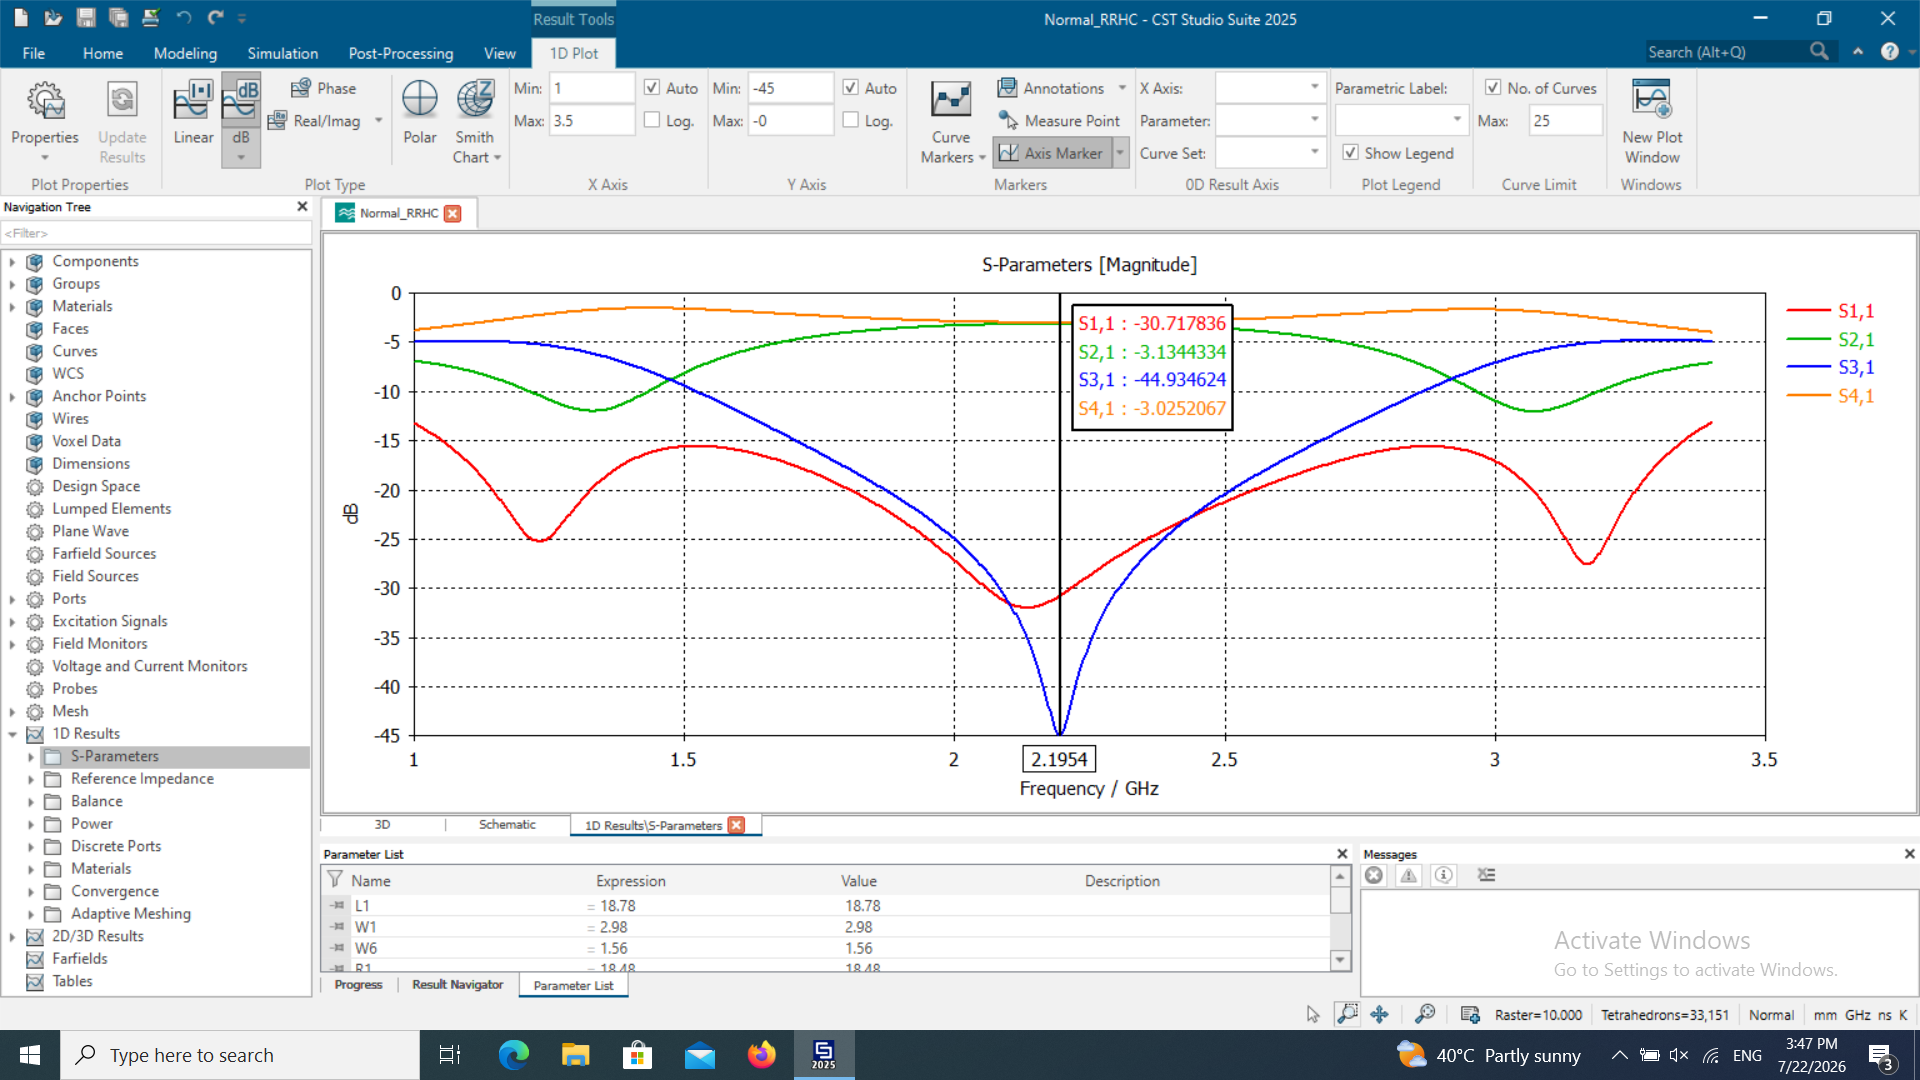 Result Tools
Normal_RRHC - CST Studio Suite 2025
File Home Modeling Simulation Post-Processing View 1D Plot
Search (Alt+Q)
Properties
Update Results
Plot Properties
Linear
dB
Phase
Real/Imag
Plot Type
Polar
Smith Chart
Min: 1 Auto
Max: 3.5 Log.
X Axis
Min: -45 Auto
Max: -0 Log.
Y Axis
Curve Markers
Annotations
Measure Point
Axis Marker
Markers
X Axis:
Parameter:
Curve Set:
0D Result Axis
Parametric Label:
Show Legend
Plot Legend
No. of Curves
Max: 25
Curve Limit
New Plot Window
Windows
Navigation Tree
<Filter>
Components
Groups
Materials
Faces
Curves
WCS
Anchor Points
Wires
Voxel Data
Dimensions
Design Space
Lumped Elements
Plane Wave
Farfield Sources
Field Sources
Ports
Excitation Signals
Field Monitors
Voltage and Current Monitors
Probes
Mesh
1D Results
S-Parameters
Reference Impedance
Balance
Power
Discrete Ports
Materials
Convergence
Adaptive Meshing
2D/3D Results
Farfields
Tables
Normal_RRHC
S-Parameters [Magnitude]
0
-5
-10
-15
-20
-25
-30
-35
-40
-45
dB
S1,1 : -30.717836
S2,1 : -3.1344334
S3,1 : -44.934624
S4,1 : -3.0252067
S1,1
S2,1
S3,1
S4,1
1 1.5 2 2.1954 2.5 3 3.5
Frequency / GHz
3D Schematic 1D Results\S-Parameters
Parameter List
Name Expression Value Description
L1 = 18.78 18.78
W1 = 2.98 2.98
W6 = 1.56 1.56
R1 = 18.48 18.48
Progress Result Navigator Parameter List
Messages
Activate Windows
Go to Settings to activate Windows.
Raster=10.000 Tetrahedrons=33,151 Normal mm GHz ns K
Type here to search
S
2025
40°C Partly sunny
ENG
3:47 PM
7/22/2026
3